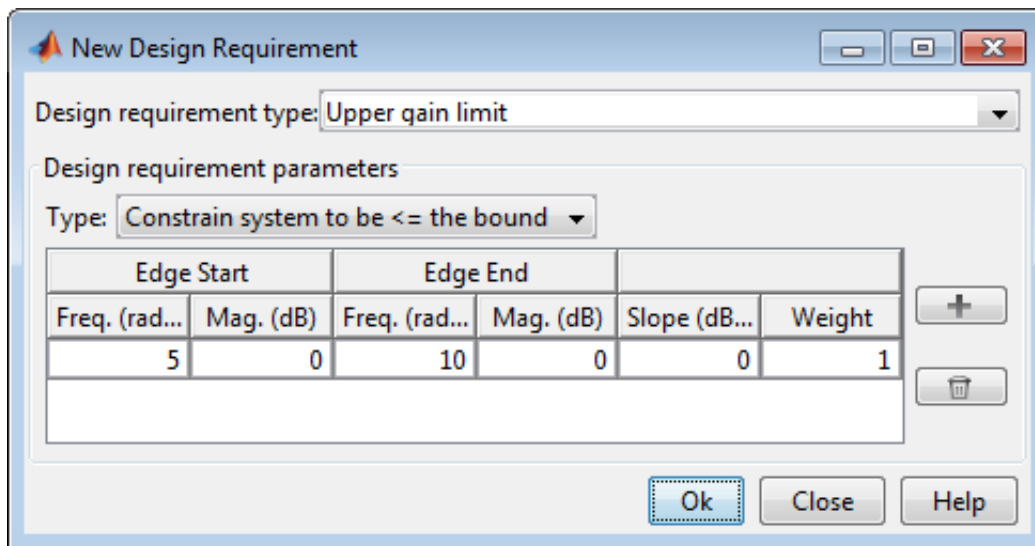 New Design Requirement
Design requirement type: Upper gain limit
Design requirement parameters
Type: Constrain system to be <= the bound
Edge Start Edge End
Freq. (rad... Mag. (dB) Freq. (rad... Mag. (dB) Slope (dB... Weight
5 0 10 0 0 1
Ok Close Help